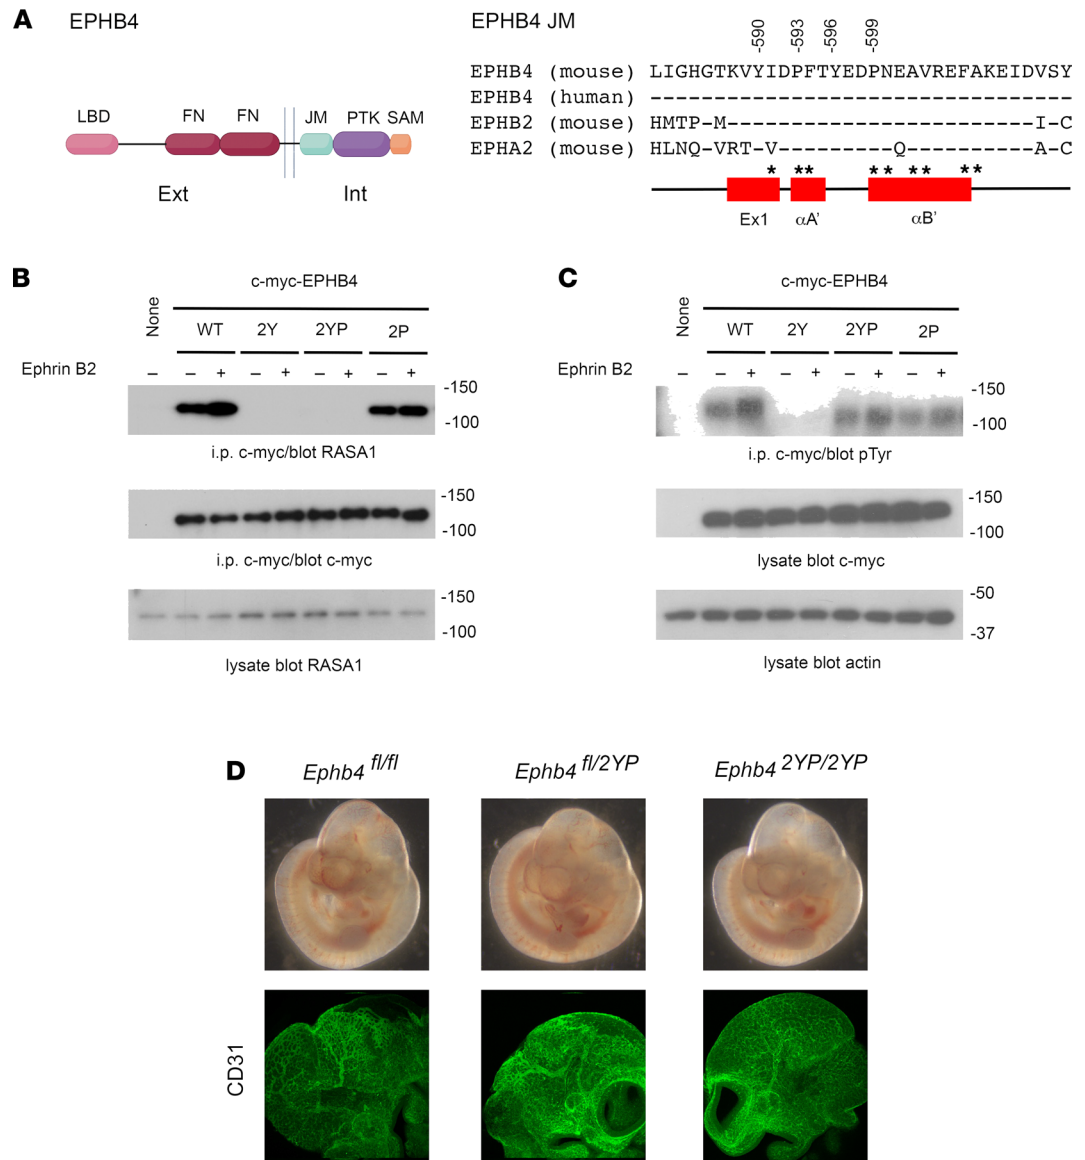 A
EPHB4
LBD
FN
FN
JM
PTK
SAM
Ext
Int
EPHB4 JM
-590
-593
-596
-599
EPHB4 (mouse) LIGHGTKVYIDPFTYEDPNEAVREFAKEIDVSY
EPHB4 (human) ---------------------------------
EPHB2 (mouse) HMTP-M------------------------I-C
EPHA2 (mouse) HLNQ-VRT-V---------Q----------A-C
* ** ** ** **
Ex1
αA’
αB’
B
c-myc-EPHB4
None
WT
2Y
2YP
2P
Ephrin B2
– – + – + – + – +
-150
-100
i.p. c-myc/blot RASA1
-150
-100
i.p. c-myc/blot c-myc
-150
-100
lysate blot RASA1
C
c-myc-EPHB4
None
WT
2Y
2YP
2P
Ephrin B2
– – + – + – + – +
-150
-100
i.p. c-myc/blot pTyr
-150
-100
lysate blot c-myc
-50
-37
lysate blot actin
D
Ephb4 fl/fl
Ephb4 fl/2YP
Ephb4 2YP/2YP
CD31